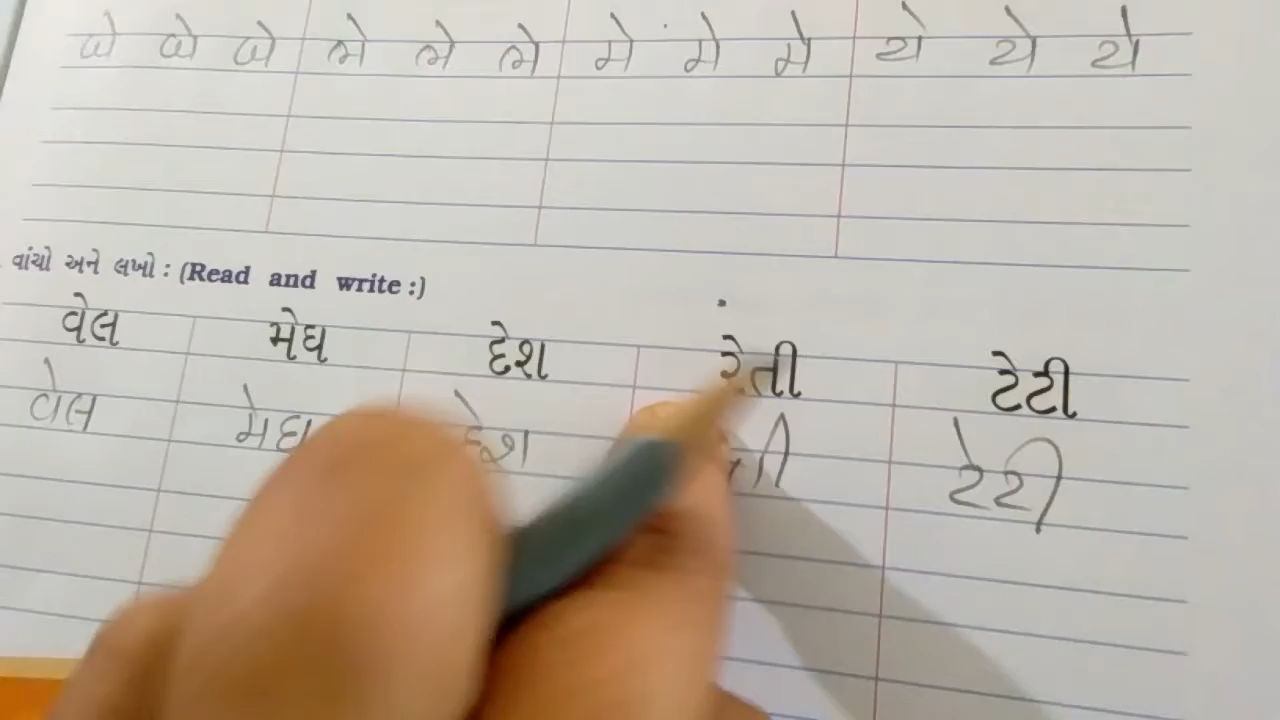 બે બે બે ભે ભે ભે મે મે મે યે યે યે
વાંચો અને લખો : (Read and write :)
વેલ મેઘ દેશ રેતી ટેટી
વેલ મેઘ દેશ ટેટી